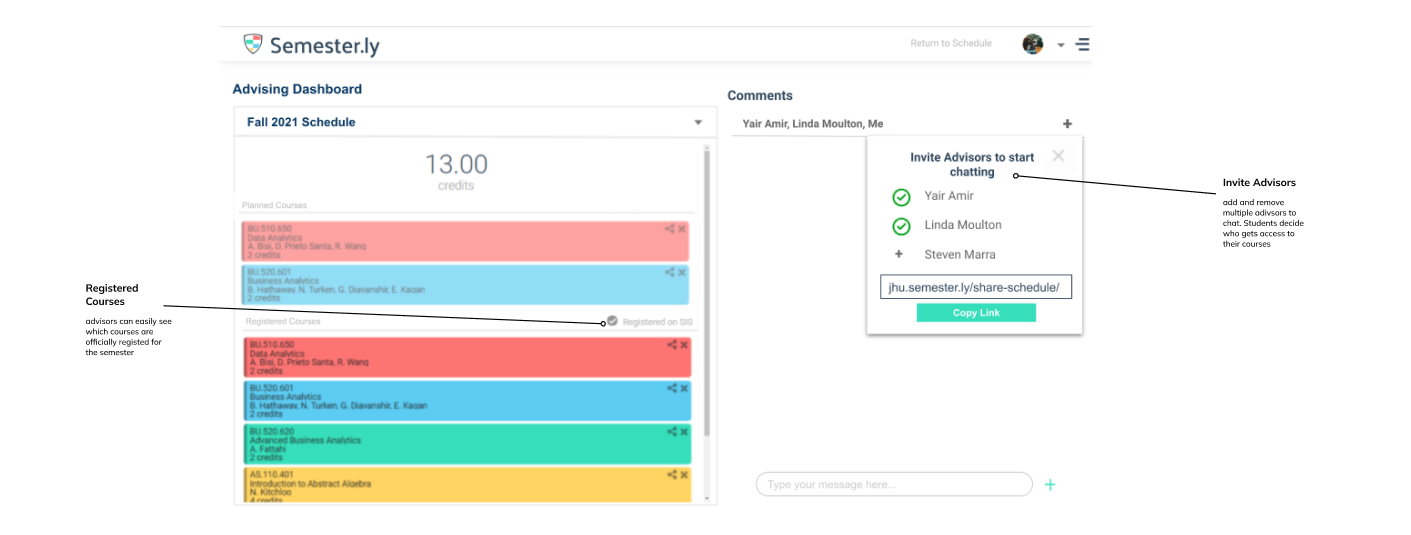 Semester.ly
Return to Schedule
Advising Dashboard
Fall 2021 Schedule
13.00
credits
Planned Courses
BU.510.650
Data Analytics
A. Bisi, D. Prieto Santa, R. Wang
2 credits
BU.520.601
Business Analytics
B. Hathaway, N. Turken, G. Diavanshir, E. Kagan
2 credits
Registered Courses
Registered on SIS
BU.510.650
Data Analytics
A. Bisi, D. Prieto Santa, R. Wang
2 credits
BU.520.601
Business Analytics
B. Hathaway, N. Turken, G. Diavanshir, E. Kagan
2 credits
BU.520.620
Advanced Business Analytics
A. Fattahi
2 credits
AS.110.401
Introduction to Abstract Algebra
N. Kitchloo
4 credits
Comments
Yair Amir, Linda Moulton, Me
Invite Advisors to start
chatting
Yair Amir
Linda Moulton
Steven Marra
jhu.semester.ly/share-schedule/
Copy Link
Type your message here...
Registered
Courses
advisors can easily see
which courses are
officially registed for
the semester
Invite Advisors
add and remove
multiple adivsors to
chat. Students decide
who gets access to
their courses